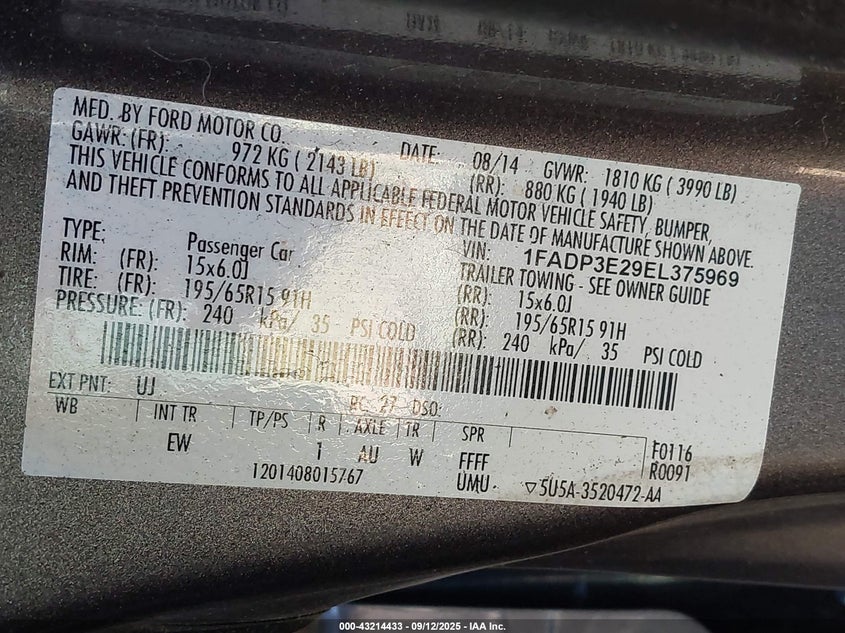 MFD. BY FORD MOTOR CO.
DATE: 08/14 GVWR: 1810 KG ( 3990 LB)
GAWR: (FR): 972 KG ( 2143 LB) (RR): 880 KG ( 1940 LB)
THIS VEHICLE CONFORMS TO ALL APPLICABLE FEDERAL MOTOR VEHICLE SAFETY, BUMPER,
AND THEFT PREVENTION STANDARDS IN EFFECT ON THE DATE OF MANUFACTURE SHOWN ABOVE.
VIN: 1FADP3E29EL375969
TYPE: Passenger Car TRAILER TOWING - SEE OWNER GUIDE
RIM: (FR): 15x6.0J (RR): 15x6.0J
TIRE: (FR): 195/65R15 91H (RR): 195/65R15 91H
PRESSURE: (FR): 240 kPa/ 35 PSI COLD (RR): 240 kPa/ 35 PSI COLD
EXT PNT: UJ RC: 27 DSO:
WB INT TR TP/PS R AXLE TR SPR
EW 1 AU W FFFF F0116
R0091
1201408015767 UMU 5U5A-3520472-AA
000-43214433 - 09/12/2025 - IAA Inc.